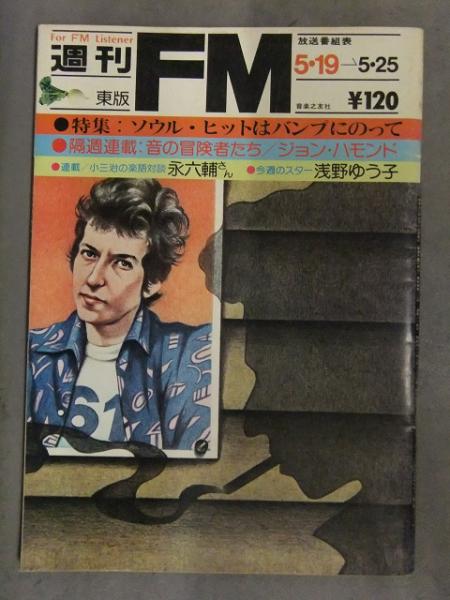 For FM Listener
週刊FM
東版
放送番組表
5・19→5・25
音楽之友社
¥120
●特集：ソウル・ヒットはバンプにのって
●隔週連載：音の冒険者たち／ジョン・ハモンド
●連載／小三治の楽語対談 永六輔さん ●今週のスター 浅野ゆう子
61